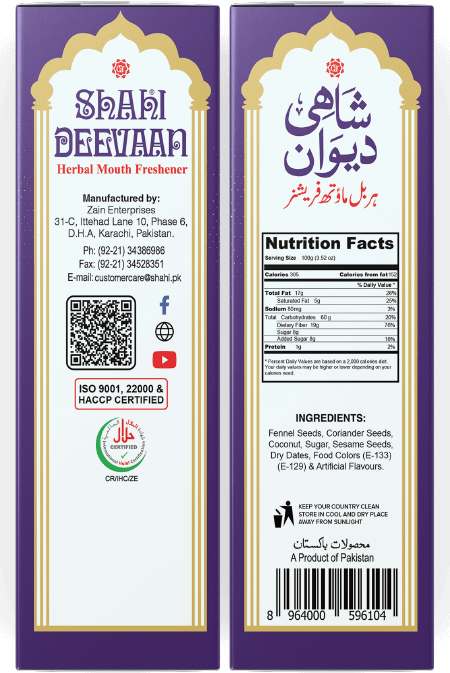 SHAHI
DEEVAAN
Herbal Mouth Freshener
Manufactured by:
Zain Enterprises
31-C, Ittehad Lane 10, Phase 6,
D.H.A, Karachi, Pakistan.
Ph: (92-21) 34386986
Fax: (92-21) 34528351
E-mail: customercare@shahi.pk
ISO 9001, 22000 &
HACCP CERTIFIED
حلال
CERTIFIED
CR/IHC/ZE
شاهی
دیوان
ہربل ماؤتھ فریشنر
Nutrition Facts
Serving Size 100g (3.52 oz)
Calories 395 Calories from fat 152
% Daily Value *
Total Fat 17g 26%
Saturated Fat 5g 25%
Sodium 80mg 3%
Total Carbohydrates 60 g 20%
Dietary Fiber 19g 76%
Sugar 8g
Added Sugar 8g 16%
Protein 1g 2%
* Percent Daily Values are based on a 2,000 calories diet.
Your daily values may be higher or lower depending on your
calories need.
INGREDIENTS:
Fennel Seeds, Coriander Seeds,
Coconut, Sugar, Sesame Seeds,
Dry Dates, Food Colors (E-133)
(E-129) & Artificial Flavours.
KEEP YOUR COUNTRY CLEAN
STORE IN COOL AND DRY PLACE
AWAY FROM SUNLIGHT
محصولات پاکستان
A Product of Pakistan
8 964000 596104